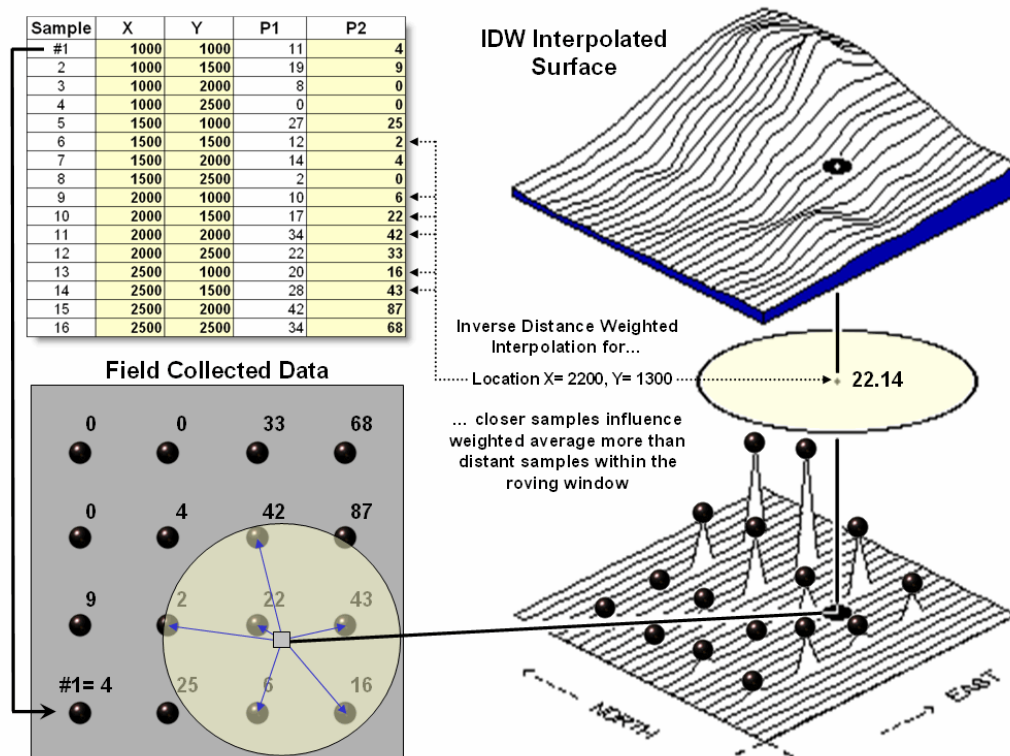 Sample X Y P1 P2
#1 1000 1000 11 4
2 1000 1500 19 9
3 1000 2000 8 0
4 1000 2500 0 0
5 1500 1000 27 25
6 1500 1500 12 2
7 1500 2000 14 4
8 1500 2500 2 0
9 2000 1000 10 6
10 2000 1500 17 22
11 2000 2000 34 42
12 2000 2500 22 33
13 2500 1000 20 16
14 2500 1500 28 43
15 2500 2000 42 87
16 2500 2500 34 68
IDW Interpolated
Surface
Inverse Distance Weighted
Interpolation for...
Location X= 2200, Y= 1300
22.14
... closer samples influence
weighted average more than
distant samples within the
roving window
Field Collected Data
0 0 33 68
0 4 42 87
9 2 22 43
#1= 4 25 6 16
NORTH
EAST